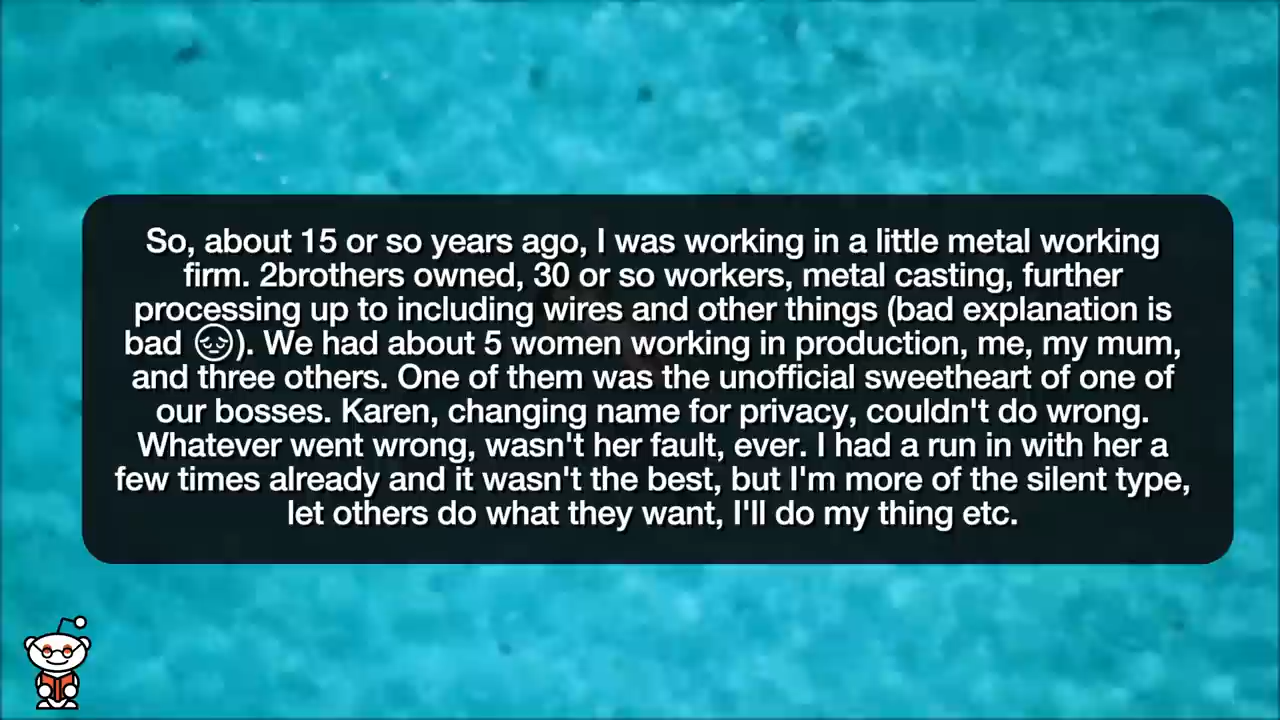 So, about 15 or so years ago, I was working in a little metal working
firm. 2brothers owned, 30 or so workers, metal casting, further
processing up to including wires and other things (bad explanation is
bad 😔). We had about 5 women working in production, me, my mum,
and three others. One of them was the unofficial sweetheart of one of
our bosses. Karen, changing name for privacy, couldn't do wrong.
Whatever went wrong, wasn't her fault, ever. I had a run in with her a
few times already and it wasn't the best, but I'm more of the silent type,
let others do what they want, I'll do my thing etc.